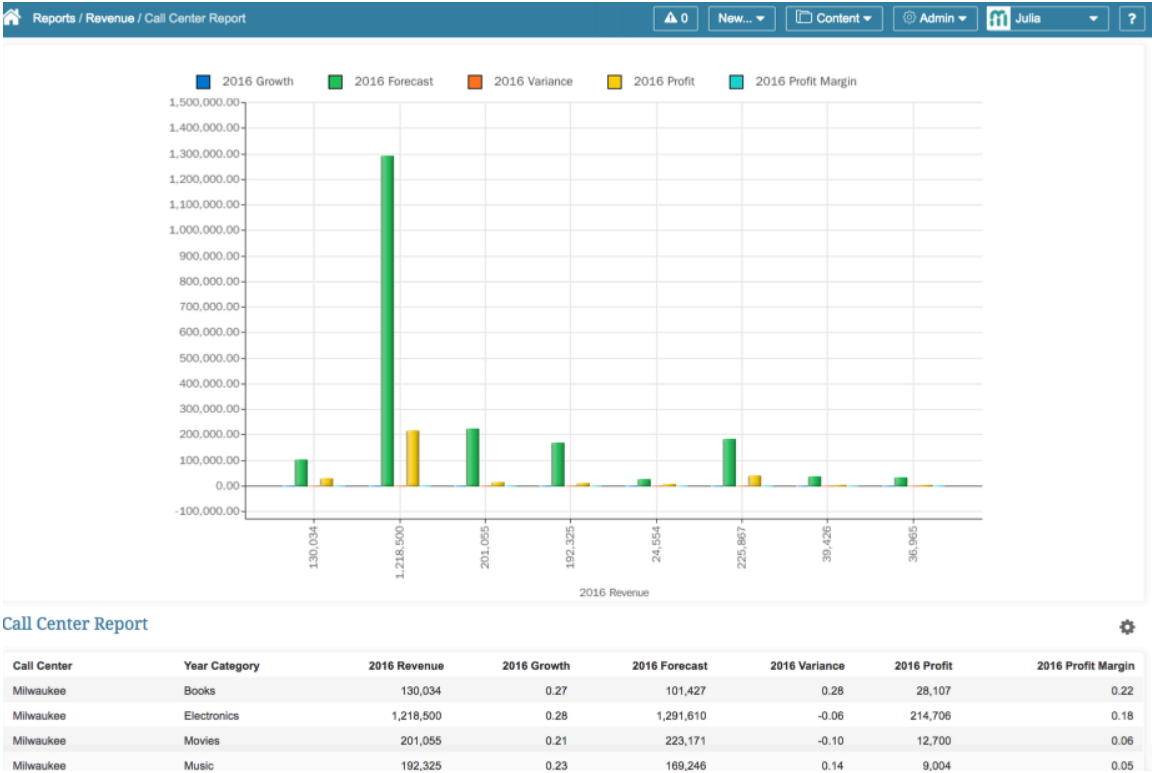 Reports / Revenue / Call Center Report 0 New... Content Admin Julia ?
2016 Growth 2016 Forecast 2016 Variance 2016 Profit 2016 Profit Margin
1,500,000.00
1,400,000.00
1,300,000.00
1,200,000.00
1,100,000.00
1,000,000.00
900,000.00
800,000.00
700,000.00
600,000.00
500,000.00
400,000.00
300,000.00
200,000.00
100,000.00
0.00
-100,000.00
130,034 1,218,500 201,055 192,325 24,554 225,867 39,426 36,965
2016 Revenue
Call Center Report
Call Center Year Category 2016 Revenue 2016 Growth 2016 Forecast 2016 Variance 2016 Profit 2016 Profit Margin
Milwaukee Books 130,034 0.27 101,427 0.28 28,107 0.22
Milwaukee Electronics 1,218,500 0.28 1,291,610 -0.06 214,706 0.18
Milwaukee Movies 201,055 0.21 223,171 -0.10 12,700 0.06
Milwaukee Music 192,325 0.23 169,246 0.14 9,004 0.05